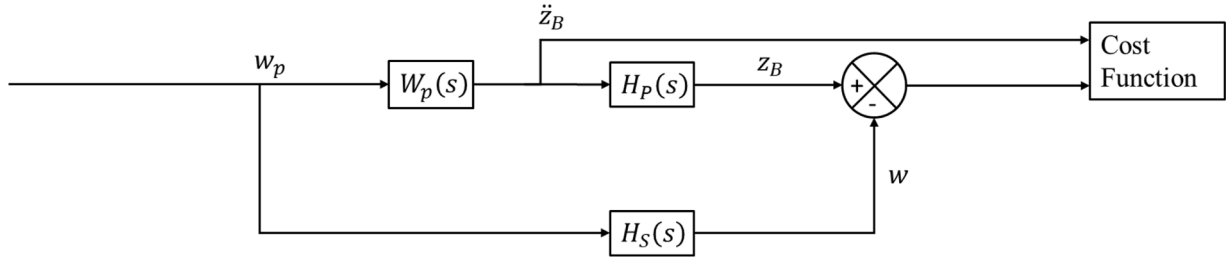 z̈_B
w_p
W_p(s)
H_P(s)
z_B
+
-
Cost
Function
w
H_S(s)